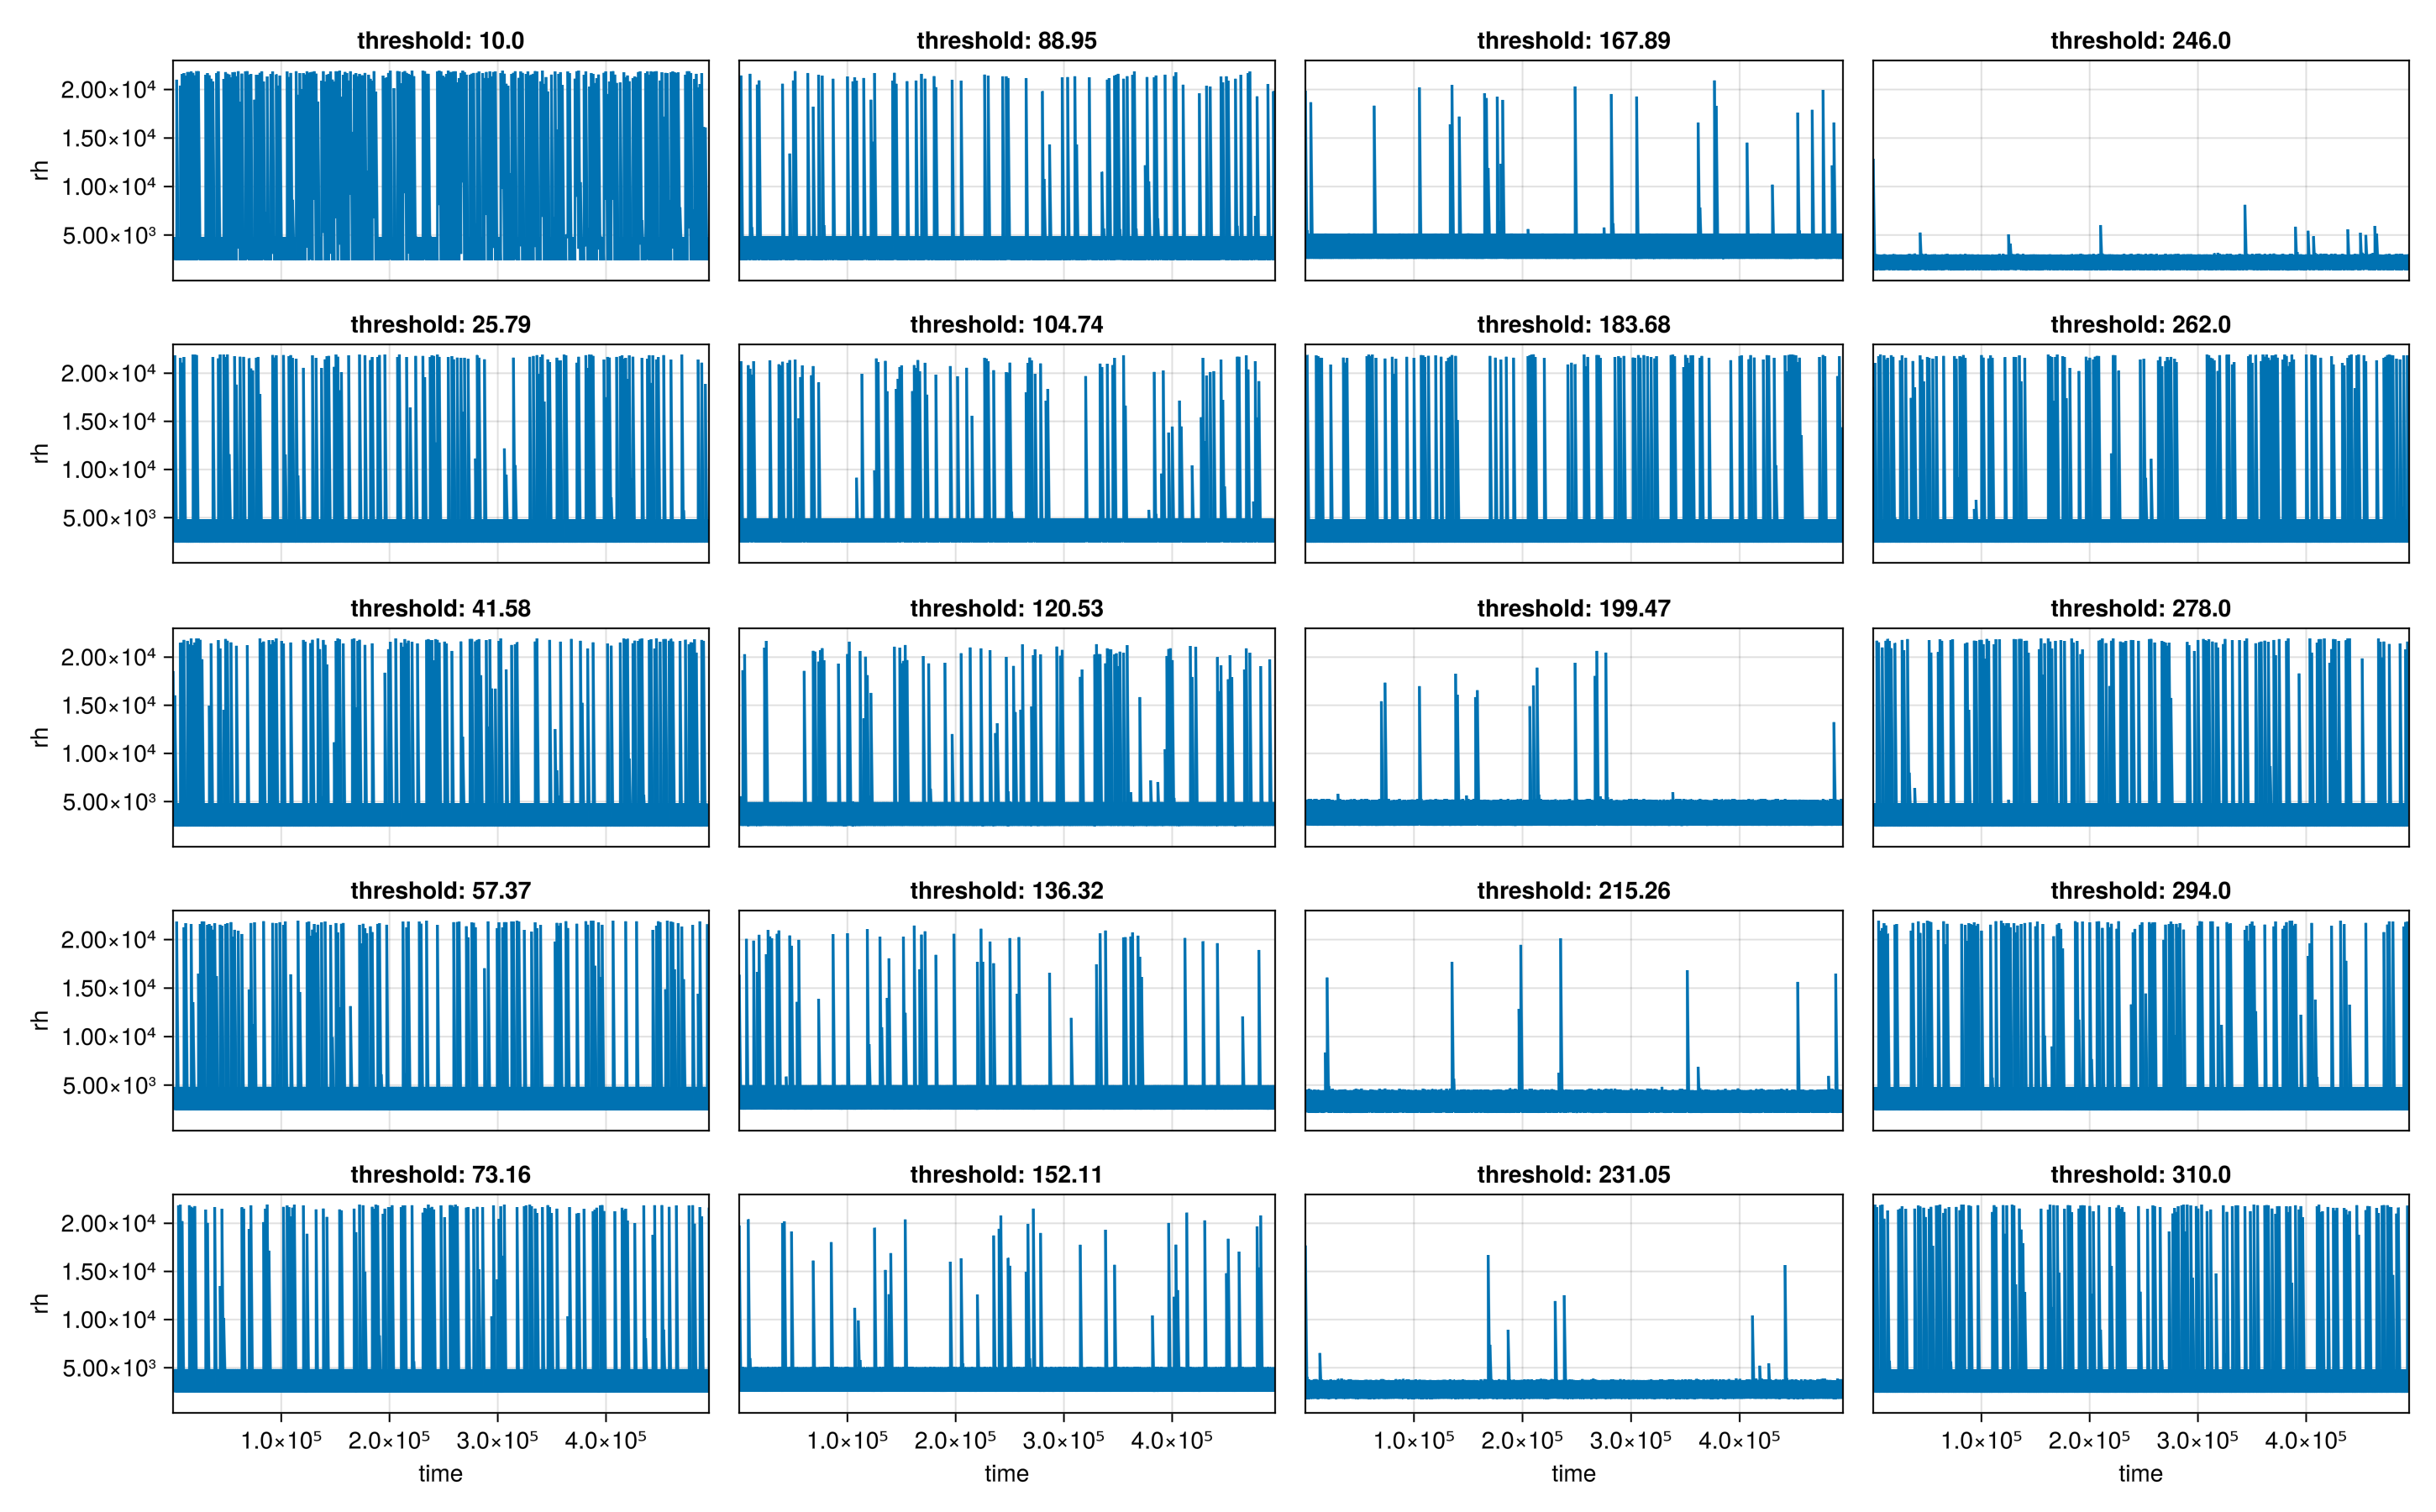 threshold: 10.0
threshold: 88.95
threshold: 167.89
threshold: 246.0
2.00×10⁴
1.50×10⁴
1.00×10⁴
5.00×10³
rh
threshold: 25.79
threshold: 104.74
threshold: 183.68
threshold: 262.0
2.00×10⁴
1.50×10⁴
1.00×10⁴
5.00×10³
rh
threshold: 41.58
threshold: 120.53
threshold: 199.47
threshold: 278.0
2.00×10⁴
1.50×10⁴
1.00×10⁴
5.00×10³
rh
threshold: 57.37
threshold: 136.32
threshold: 215.26
threshold: 294.0
2.00×10⁴
1.50×10⁴
1.00×10⁴
5.00×10³
rh
threshold: 73.16
threshold: 152.11
threshold: 231.05
threshold: 310.0
2.00×10⁴
1.50×10⁴
1.00×10⁴
5.00×10³
rh
1.0×10⁵ 2.0×10⁵ 3.0×10⁵ 4.0×10⁵
1.0×10⁵ 2.0×10⁵ 3.0×10⁵ 4.0×10⁵
1.0×10⁵ 2.0×10⁵ 3.0×10⁵ 4.0×10⁵
1.0×10⁵ 2.0×10⁵ 3.0×10⁵ 4.0×10⁵
time
time
time
time